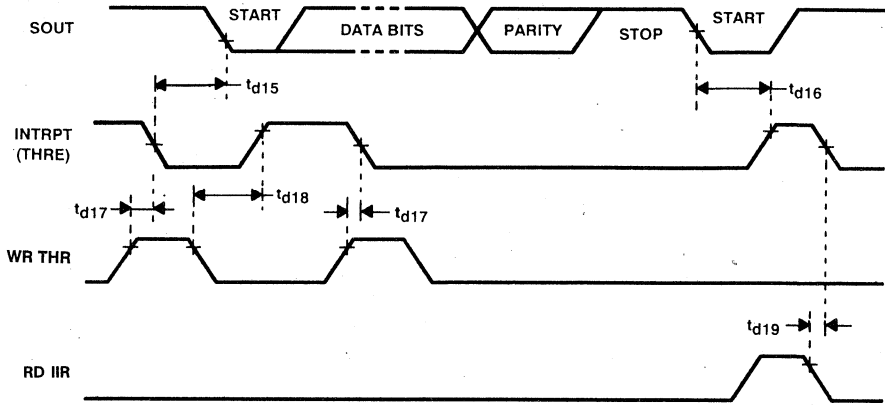 SOUT
START
DATA BITS
PARITY
STOP
START
td15
td16
INTRPT
(THRE)
td17
td18
td17
WR THR
td19
RD IIR